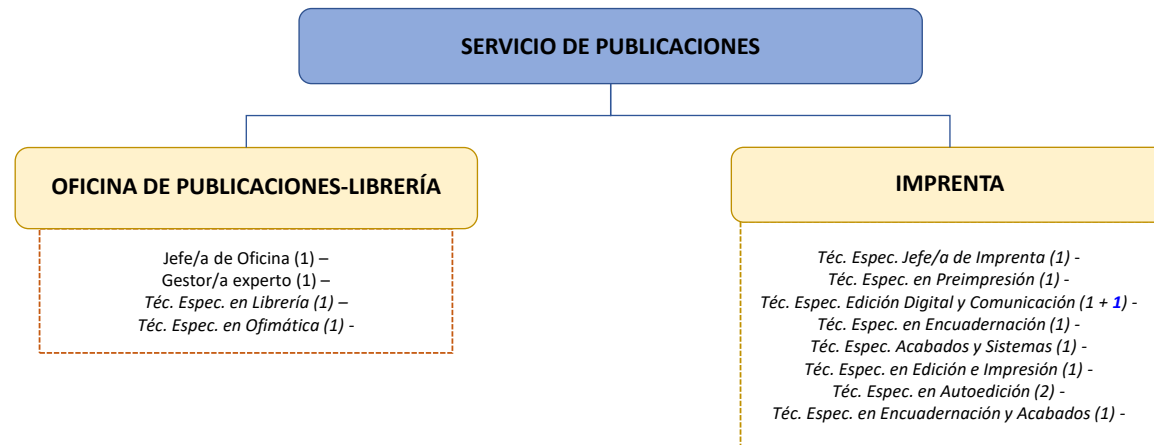 SERVICIO DE PUBLICACIONES
OFICINA DE PUBLICACIONES-LIBRERÍA
Jefe/a de Oficina (1) –
Gestor/a experto (1) –
Téc. Espec. en Librería (1) –
Téc. Espec. en Ofimática (1) -
IMPRENTA
Téc. Espec. Jefe/a de Imprenta (1) -
Téc. Espec. en Preimpresión (1) -
Téc. Espec. Edición Digital y Comunicación (1 + 1) -
Téc. Espec. en Encuadernación (1) -
Téc. Espec. Acabados y Sistemas (1) -
Téc. Espec. en Edición e Impresión (1) -
Téc. Espec. en Autoedición (2) -
Téc. Espec. en Encuadernación y Acabados (1) -